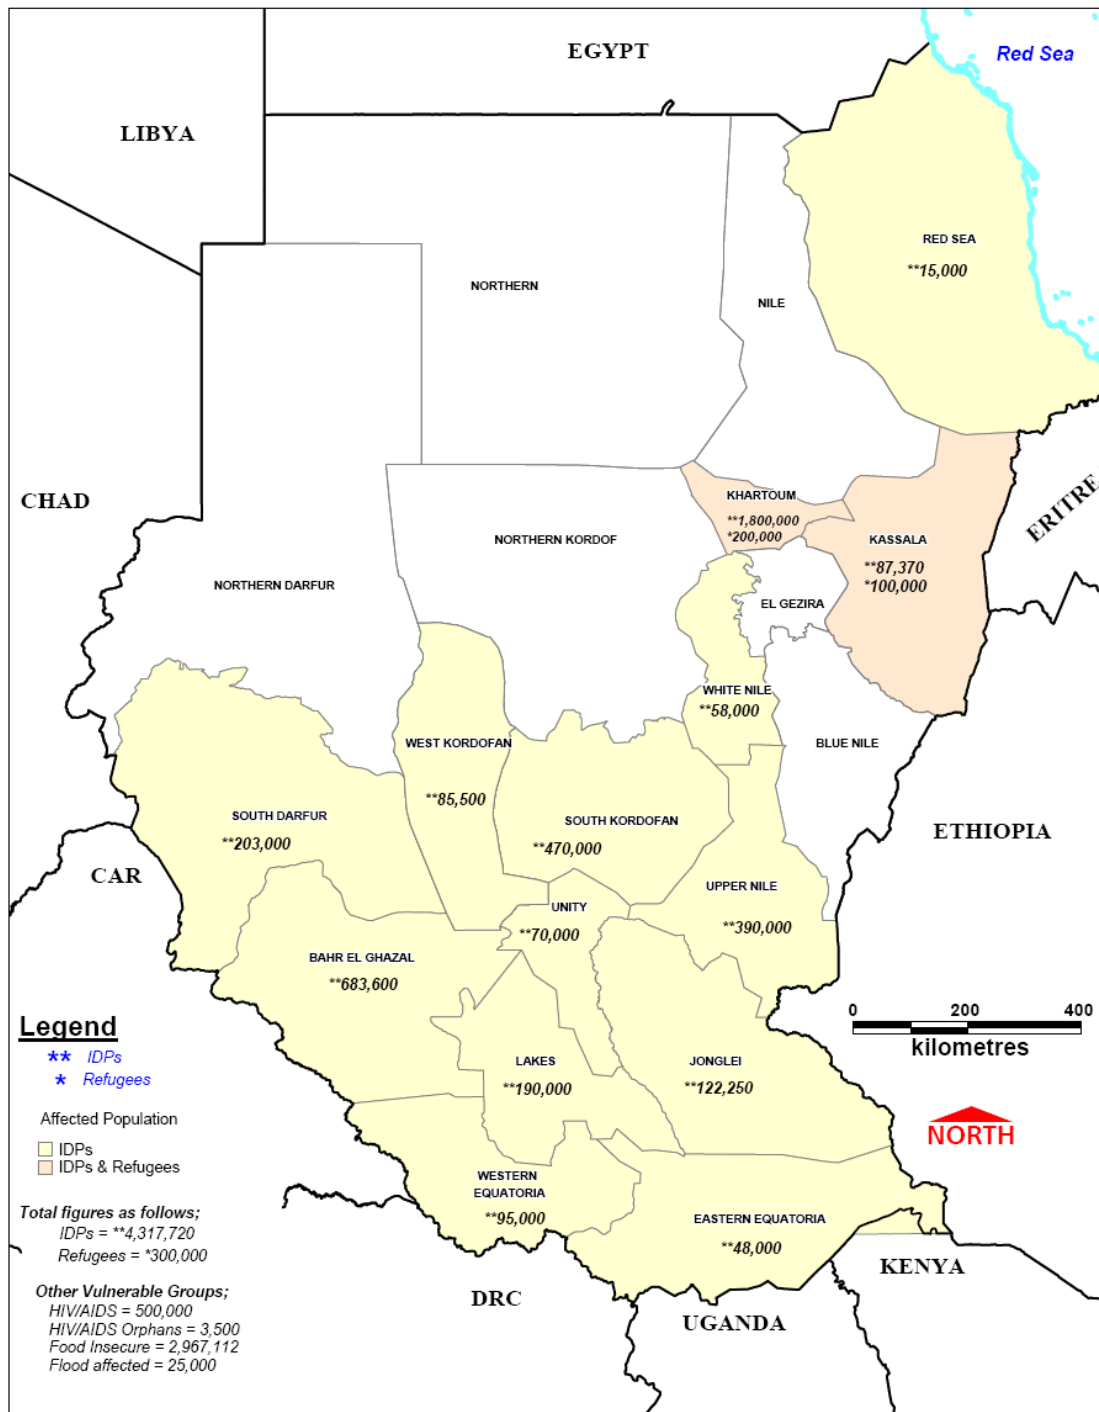 EGYPT
Red Sea
LIBYA
RED SEA
**15,000
NORTHERN
NILE
CHAD
KHARTOUM
**1,800,000
*200,000
ERITREA
NORTHERN KORDOF
KASSALA
**87,370
*100,000
NORTHERN DARFUR
EL GEZIRA
WHITE NILE
**58,000
WEST KORDOFAN
**85,500
BLUE NILE
SOUTH DARFUR
**203,000
SOUTH KORDOFAN
**470,000
ETHIOPIA
CAR
UPPER NILE
**390,000
UNITY
**70,000
BAHR EL GHAZAL
**683,600
0 200 400
kilometres
LAKES
**190,000
JONGLEI
**122,250
NORTH
WESTERN
EQUATORIA
**95,000
EASTERN EQUATORIA
**48,000
KENYA
DRC
UGANDA
Legend
** IDPs
* Refugees
Affected Population
IDPs
IDPs & Refugees
Total figures as follows;
IDPs = **4,317,720
Refugees = *300,000
Other Vulnerable Groups;
HIV/AIDS = 500,000
HIV/AIDS Orphans = 3,500
Food Insecure = 2,967,112
Flood affected = 25,000